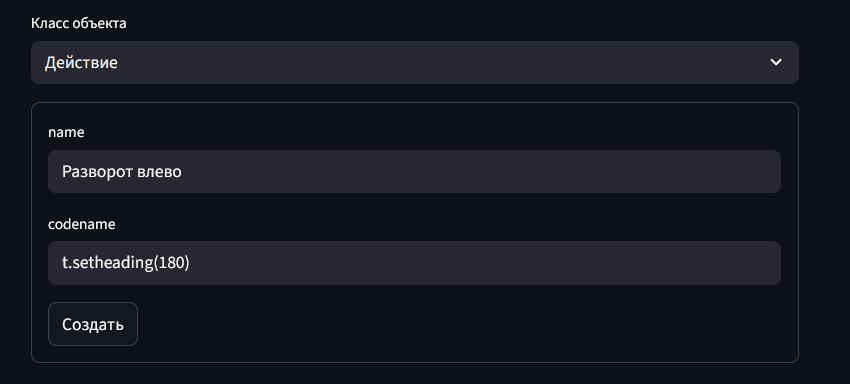 Класс объекта
Действие
name
Разворот влево
codename
t.setheading(180)
Создать